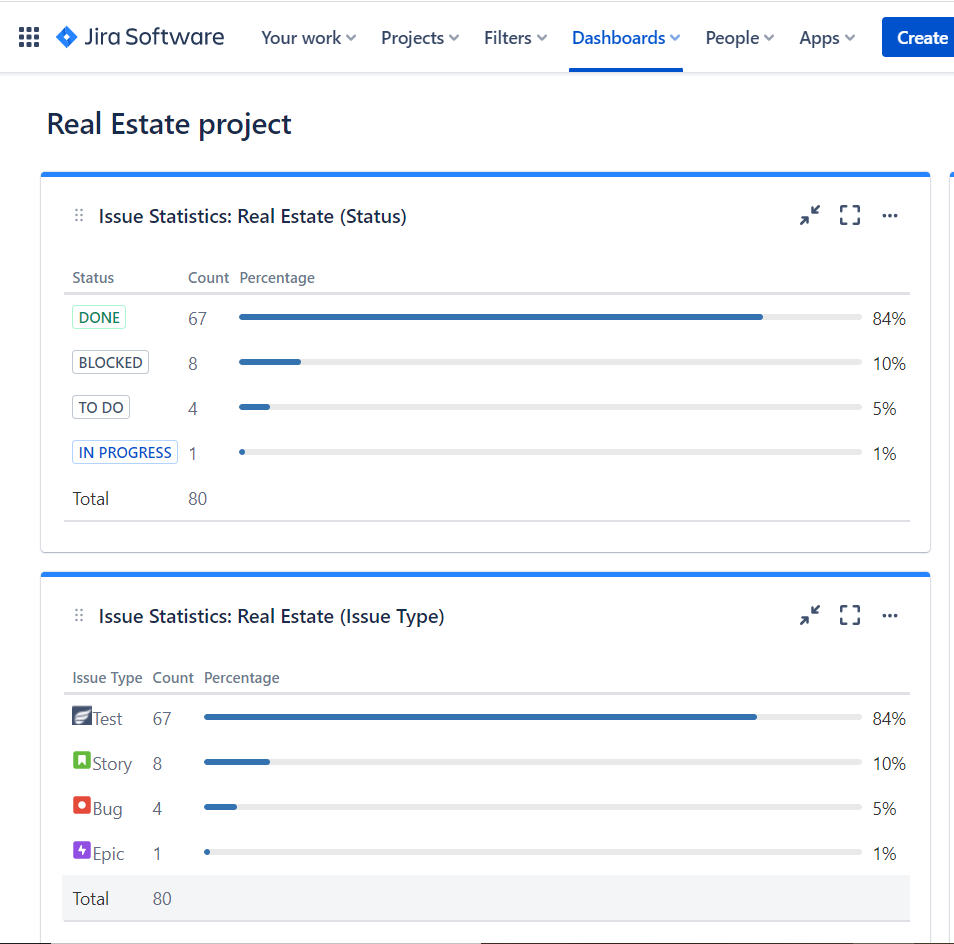 Jira Software Your work Projects Filters Dashboards People Apps Create
Real Estate project
Issue Statistics: Real Estate (Status)
Status Count Percentage
DONE 67 84%
BLOCKED 8 10%
TO DO 4 5%
IN PROGRESS 1 1%
Total 80
Issue Statistics: Real Estate (Issue Type)
Issue Type Count Percentage
Test 67 84%
Story 8 10%
Bug 4 5%
Epic 1 1%
Total 80